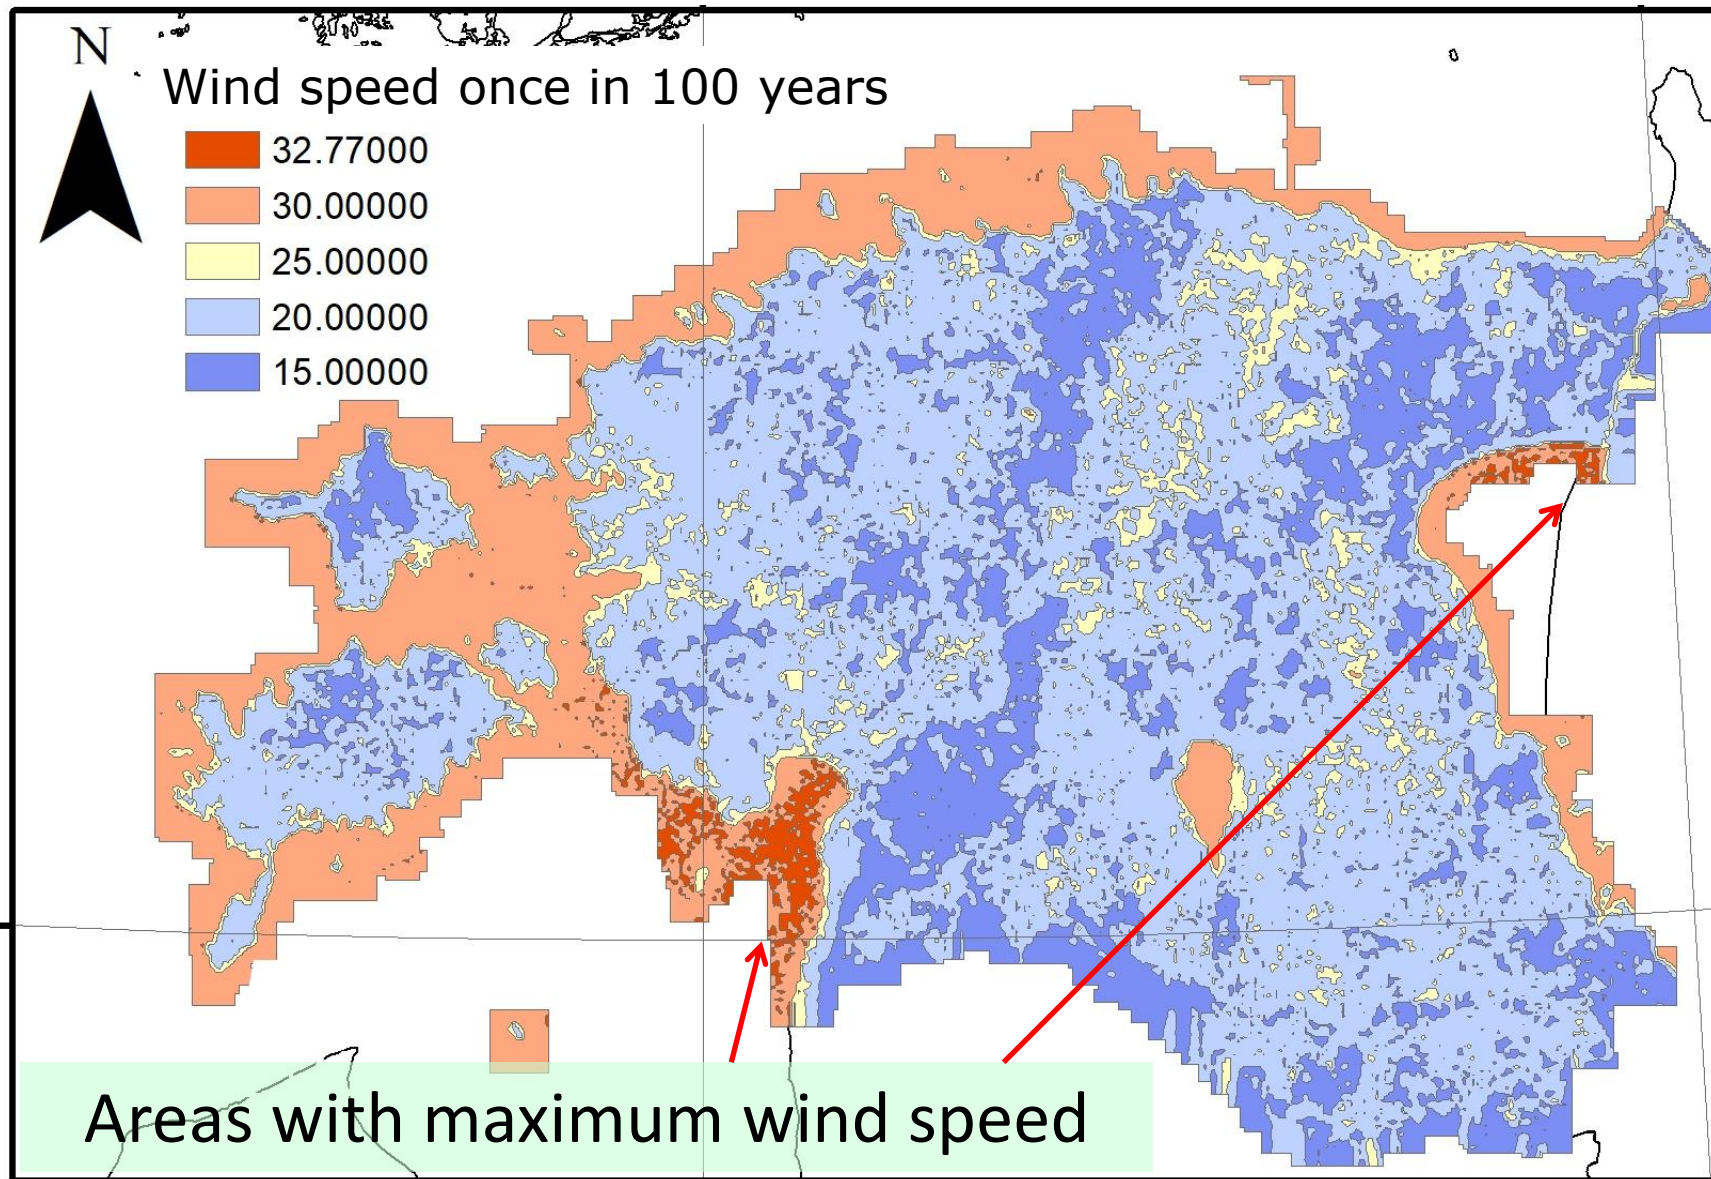 N
Wind speed once in 100 years
32.77000
30.00000
25.00000
20.00000
15.00000
Areas with maximum wind speed